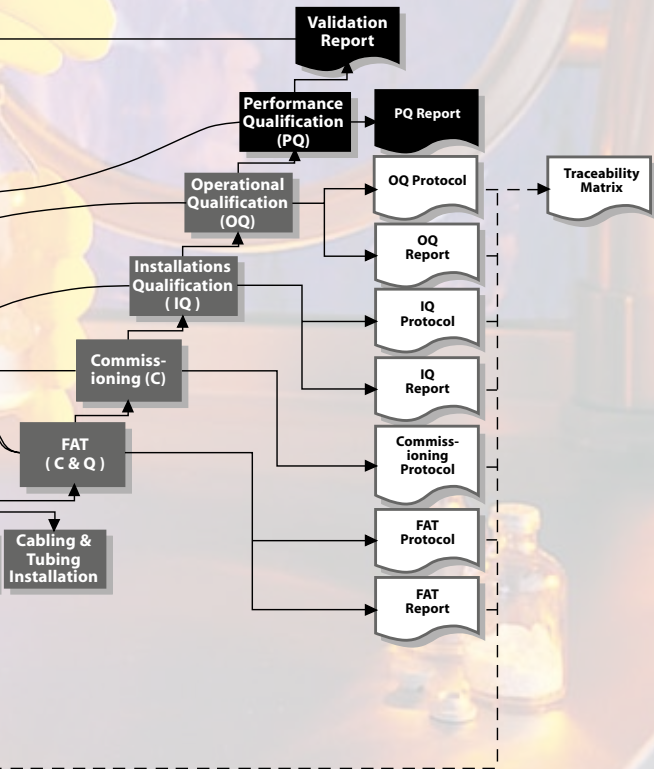 Validation
Report
Performance
Qualification
(PQ)
PQ Report
Operational
Qualification
(OQ)
OQ Protocol
Traceability
Matrix
OQ
Report
Installations
Qualification
( IQ )
IQ
Protocol
Commiss-
ioning (C)
IQ
Report
FAT
( C & Q )
Commiss-
ioning
Protocol
Cabling &
Tubing
Installation
FAT
Protocol
FAT
Report